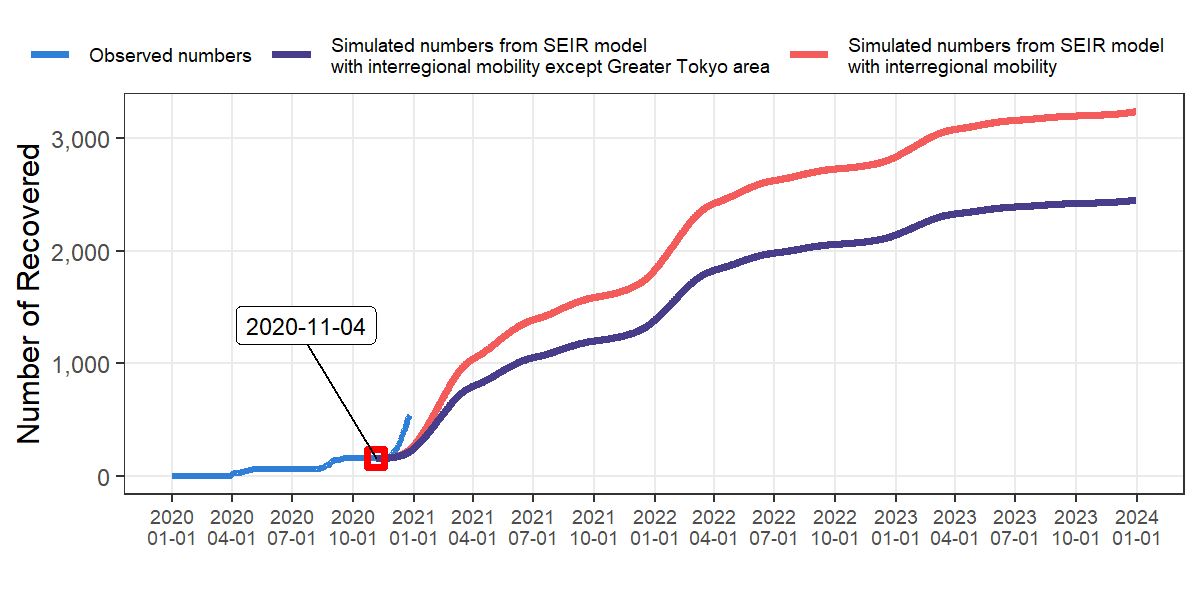 Observed numbers
Simulated numbers from SEIR model
with interregional mobility except Greater Tokyo area
Simulated numbers from SEIR model
with interregional mobility
Number of Recovered
3,000
2,000
1,000
0
2020-11-04
2020 2020 2020 2020 2021 2021 2021 2021 2022 2022 2022 2022 2023 2023 2023 2023 2024
01-01 04-01 07-01 10-01 01-01 04-01 07-01 10-01 01-01 04-01 07-01 10-01 01-01 04-01 07-01 10-01 01-01